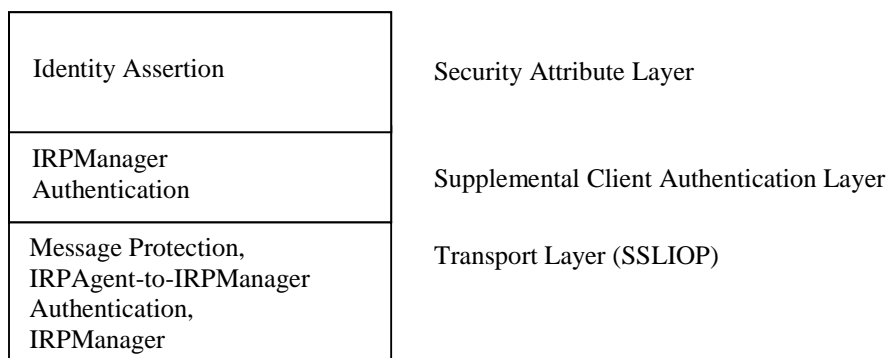 Identity Assertion
Security Attribute Layer
IRPManager
Authentication
Supplemental Client Authentication Layer
Message Protection,
IRPAgent-to-IRPManager
Authentication,
IRPManager
Transport Layer (SSLIOP)